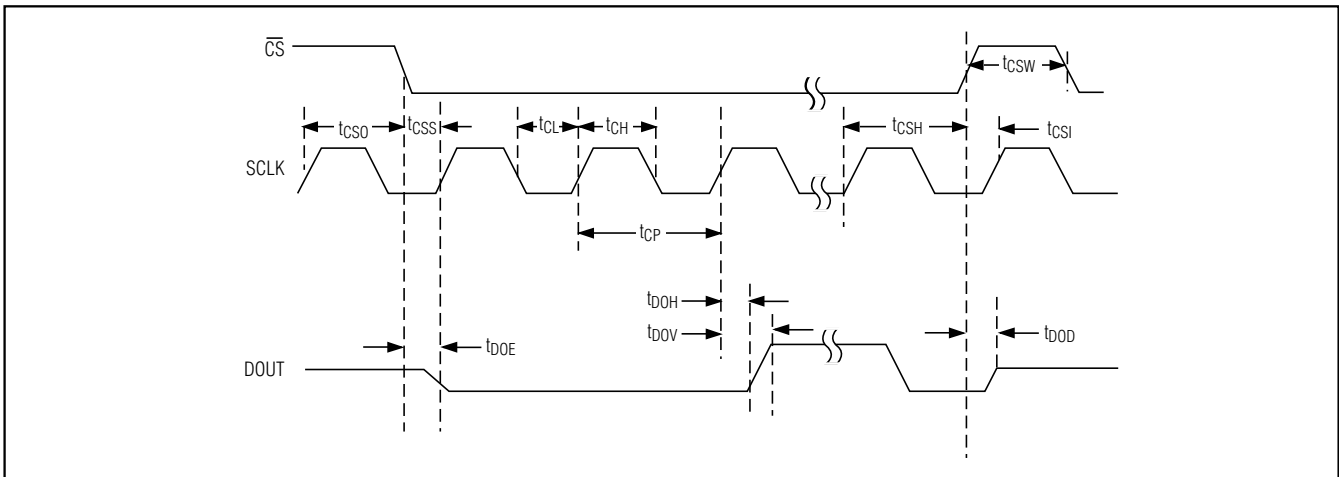 CS
tCSW
tCSO
tCSS
tCL
tCH
tCSH
tCSI
SCLK
tCP
tDOH
tDOV
tDOE
tDOD
DOUT